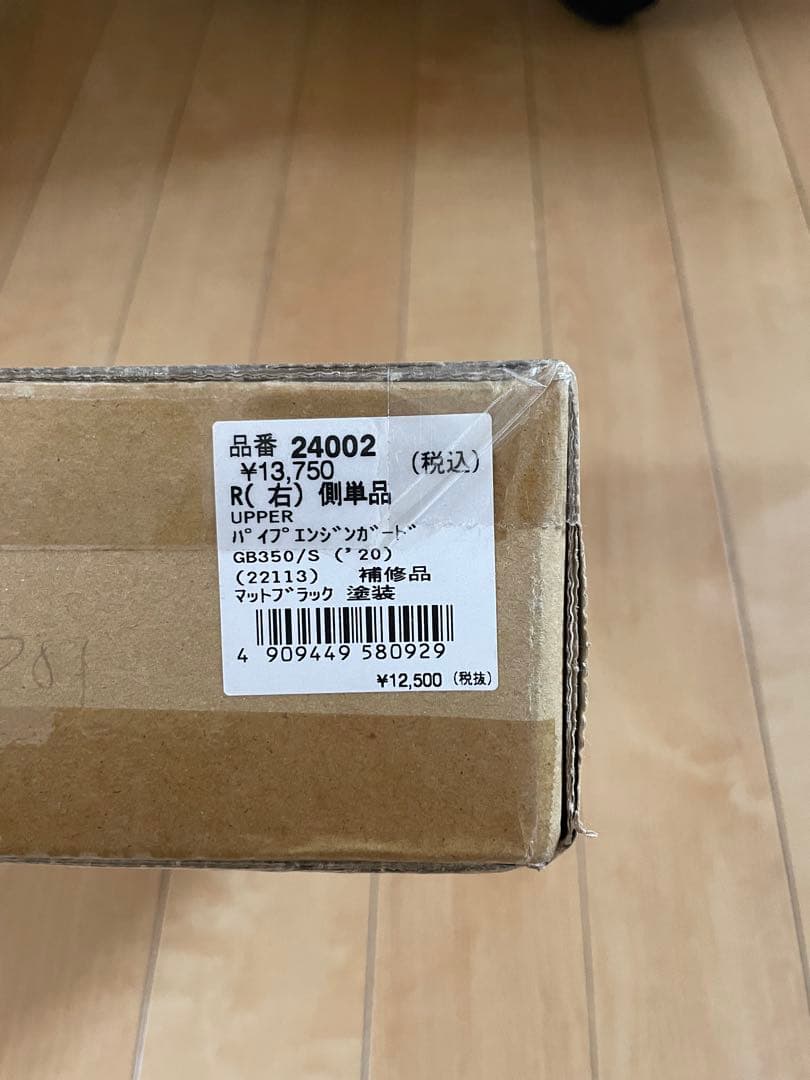 品番 24002
¥13,750 (税込)
R(右) 側単品
UPPER
ﾊﾟｲﾌﾟｴﾝｼﾞﾝｶﾞｰﾄﾞ
GB350/S ('20)
(22113) 補修品
ﾏｯﾄﾌﾞﾗｯｸ 塗装
4 909449 580929
¥12,500 (税抜)